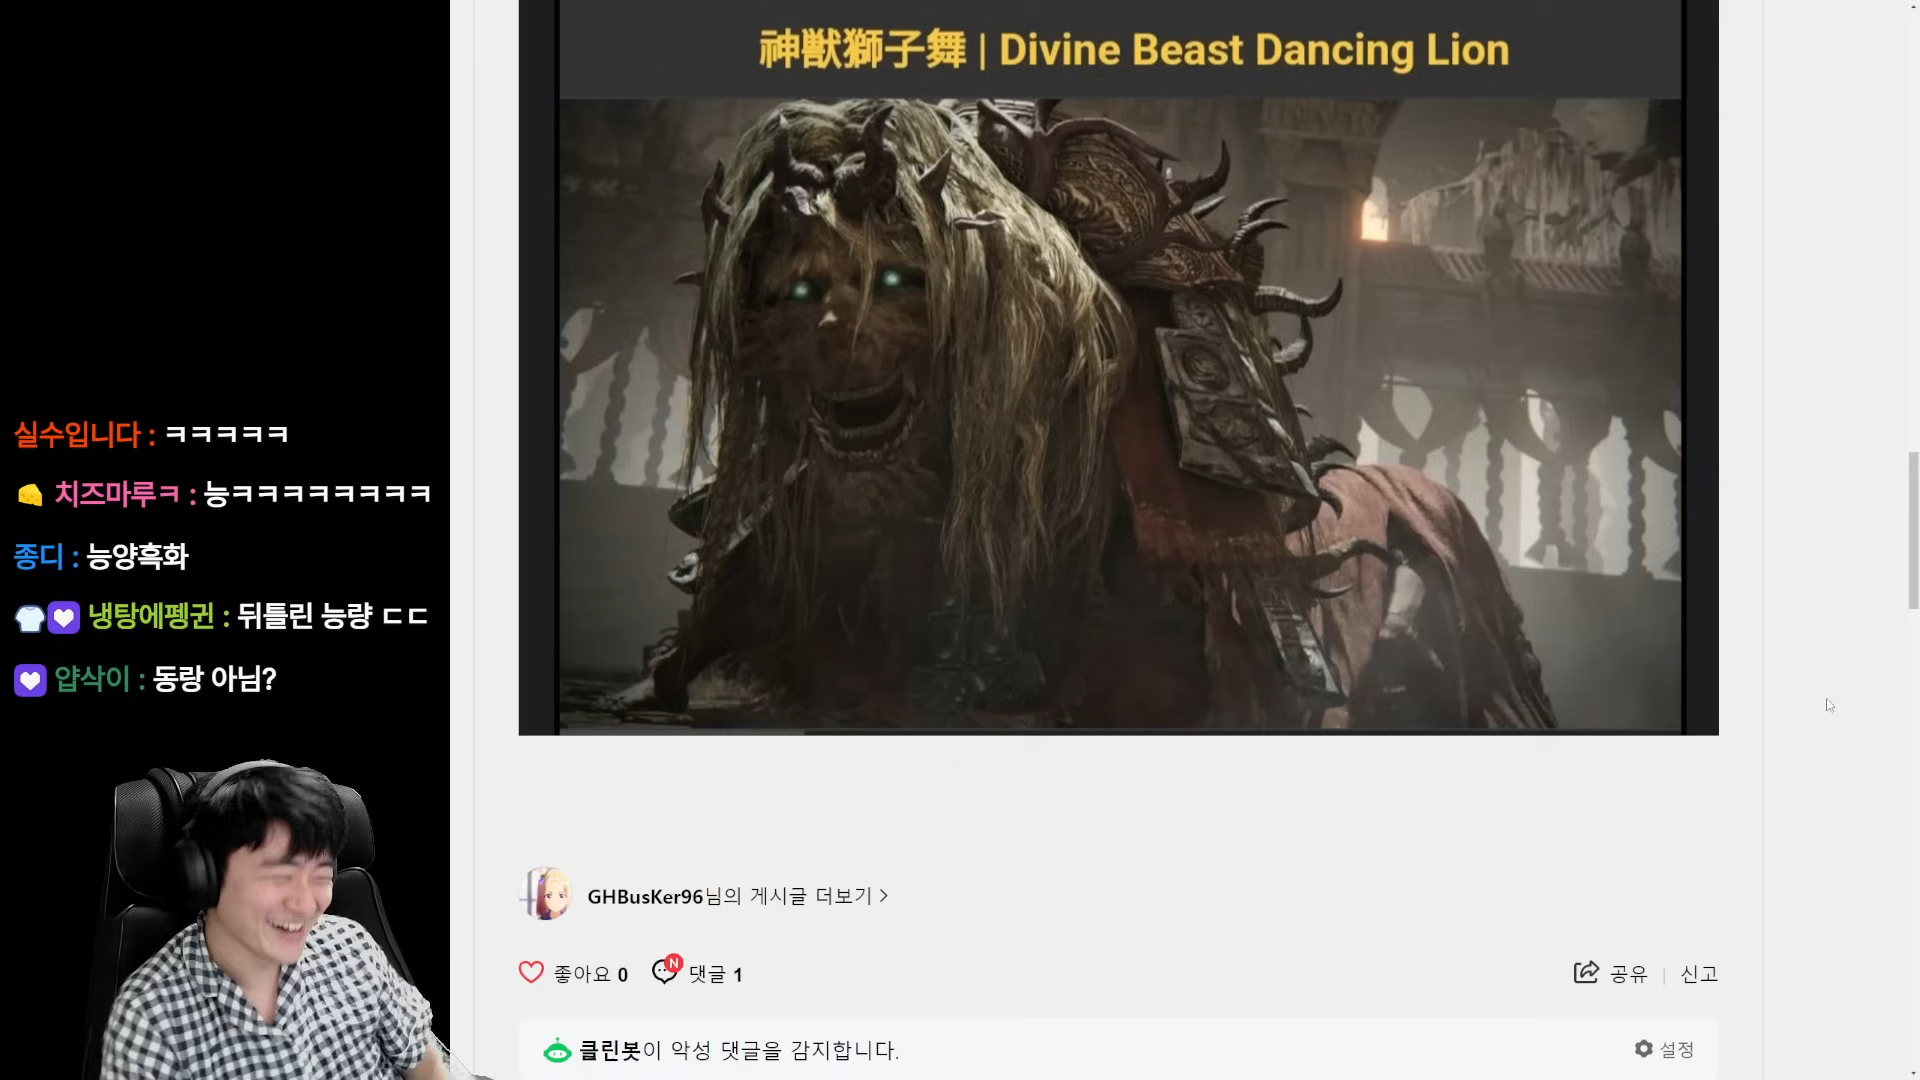 神獣獅子舞 | Divine Beast Dancing Lion
실수입니다 : ㅋㅋㅋㅋㅋ
치즈마루ㅋ : 능ㅋㅋㅋㅋㅋㅋㅋㅋ
종디 : 능양흑화
냉탕에펭귄 : 뒤틀린 능량 ㄷㄷ
얍삭이 : 동랑 아님?
GHBusKer96님의 게시글 더보기 >
좋아요 0 N 댓글 1
공유 | 신고
클린봇이 악성 댓글을 감지합니다.
설정